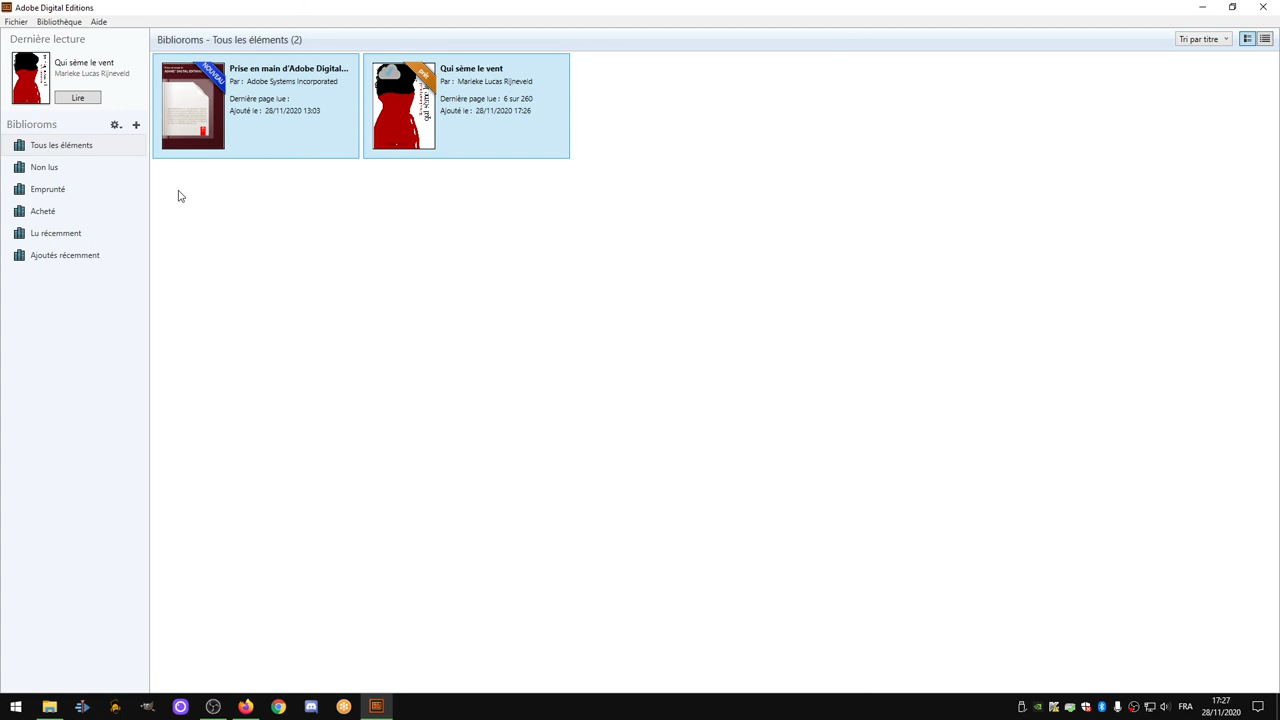 Adobe Digital Editions
Fichier Bibliothèque Aide
Dernière lecture
Qui sème le vent
Marieke Lucas Rijneveld
Lire
Biblioroms
Tous les éléments
Non lus
Emprunté
Acheté
Lu récemment
Ajoutés récemment
Biblioroms - Tous les éléments (2)
Tri par titre
NOUVEAU
Prise en main d'Adobe Digital...
Par : Adobe Systems Incorporated
Dernière page lue :
Ajouté le : 28/11/2020 13:03
qui sème le
Qui sème le vent
Par : Marieke Lucas Rijneveld
Dernière page lue : 6 sur 260
Ajouté le : 28/11/2020 17:26
FRA
17:27
28/11/2020